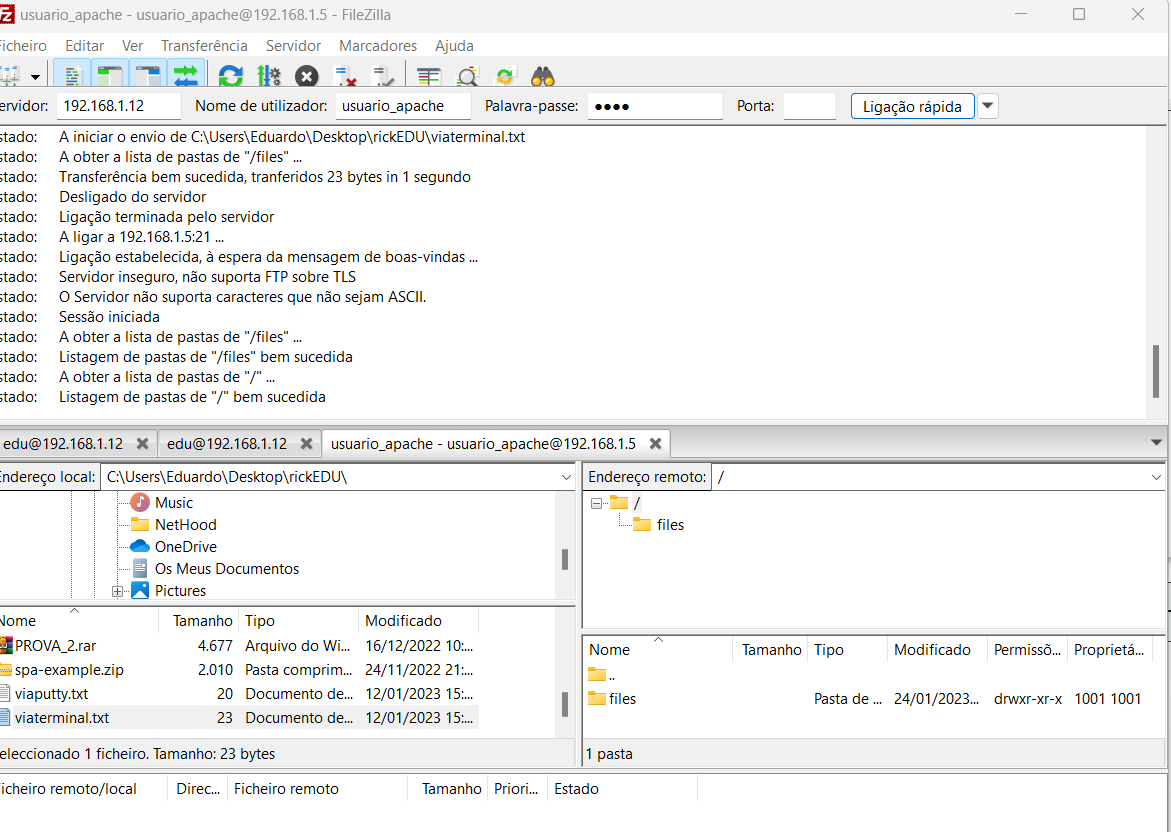 usuario_apache - usuario_apache@192.168.1.5 - FileZilla
Ficheiro Editar Ver Transferência Servidor Marcadores Ajuda
ervidor: 192.168.1.12 Nome de utilizador: usuario_apache Palavra-passe: ●●●● Porta: Ligação rápida
stado: A iniciar o envio de C:\Users\Eduardo\Desktop\rickEDU\viaterminal.txt
stado: A obter a lista de pastas de "/files" ...
stado: Transferência bem sucedida, tranferidos 23 bytes in 1 segundo
stado: Desligado do servidor
stado: Ligação terminada pelo servidor
stado: A ligar a 192.168.1.5:21 ...
stado: Ligação estabelecida, à espera da mensagem de boas-vindas ...
stado: Servidor inseguro, não suporta FTP sobre TLS
stado: O Servidor não suporta caracteres que não sejam ASCII.
stado: Sessão iniciada
stado: A obter a lista de pastas de "/files" ...
stado: Listagem de pastas de "/files" bem sucedida
stado: A obter a lista de pastas de "/" ...
stado: Listagem de pastas de "/" bem sucedida
edu@192.168.1.12 edu@192.168.1.12 usuario_apache - usuario_apache@192.168.1.5
Endereço local: C:\Users\Eduardo\Desktop\rickEDU\
Music
NetHood
OneDrive
Os Meus Documentos
Pictures
Nome Tamanho Tipo Modificado
PROVA_2.rar 4.677 Arquivo do Wi... 16/12/2022 10:...
spa-example.zip 2.010 Pasta comprim... 24/11/2022 21:...
viaputty.txt 20 Documento de... 12/01/2023 15:...
viaterminal.txt 23 Documento de... 12/01/2023 15:...
eleccionado 1 ficheiro. Tamanho: 23 bytes
Endereço remoto: /
/
files
Nome Tamanho Tipo Modificado Permissõ... Proprietá...
..
files Pasta de ... 24/01/2023... drwxr-xr-x 1001 1001
1 pasta
icheiro remoto/local Direc... Ficheiro remoto Tamanho Priori... Estado